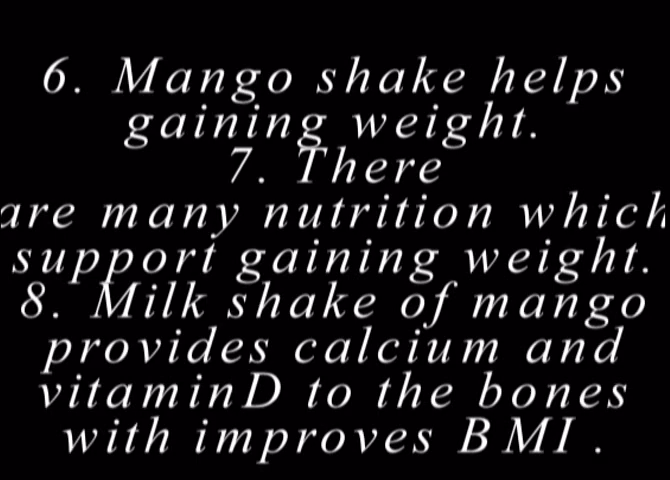 6. Mango shake helps
gaining weight.
7. There
are many nutrition which
support gaining weight.
8. Milk shake of mango
provides calcium and
vitaminD to the bones
with improves BMI .